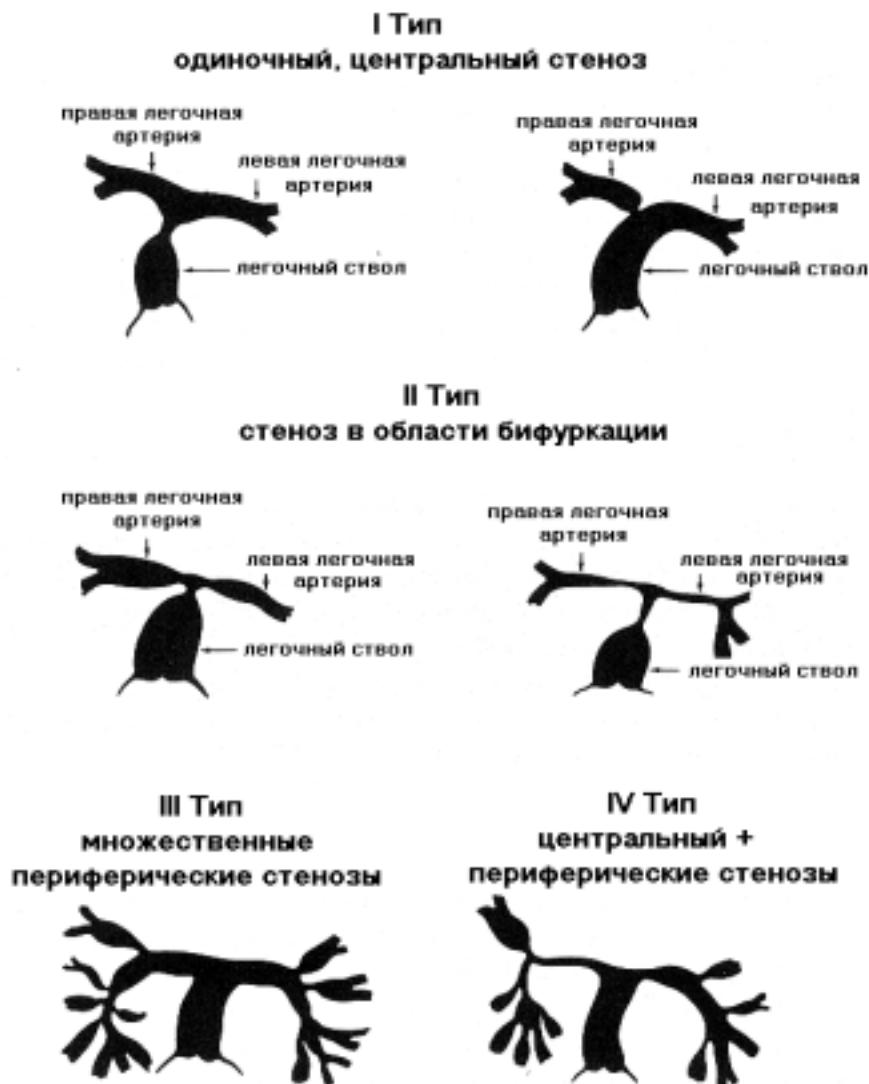 I Тип
одиночный, центральный стеноз
правая легочная
артерия
левая легочная
артерия
легочный ствол
правая легочная
артерия
левая легочная
артерия
легочный ствол
II Тип
стеноз в области бифуркации
правая легочная
артерия
левая легочная
артерия
легочный ствол
правая легочная
артерия
левая легочная
артерия
легочный ствол
III Тип
множественные
периферические стенозы
IV Тип
центральный +
периферические стенозы